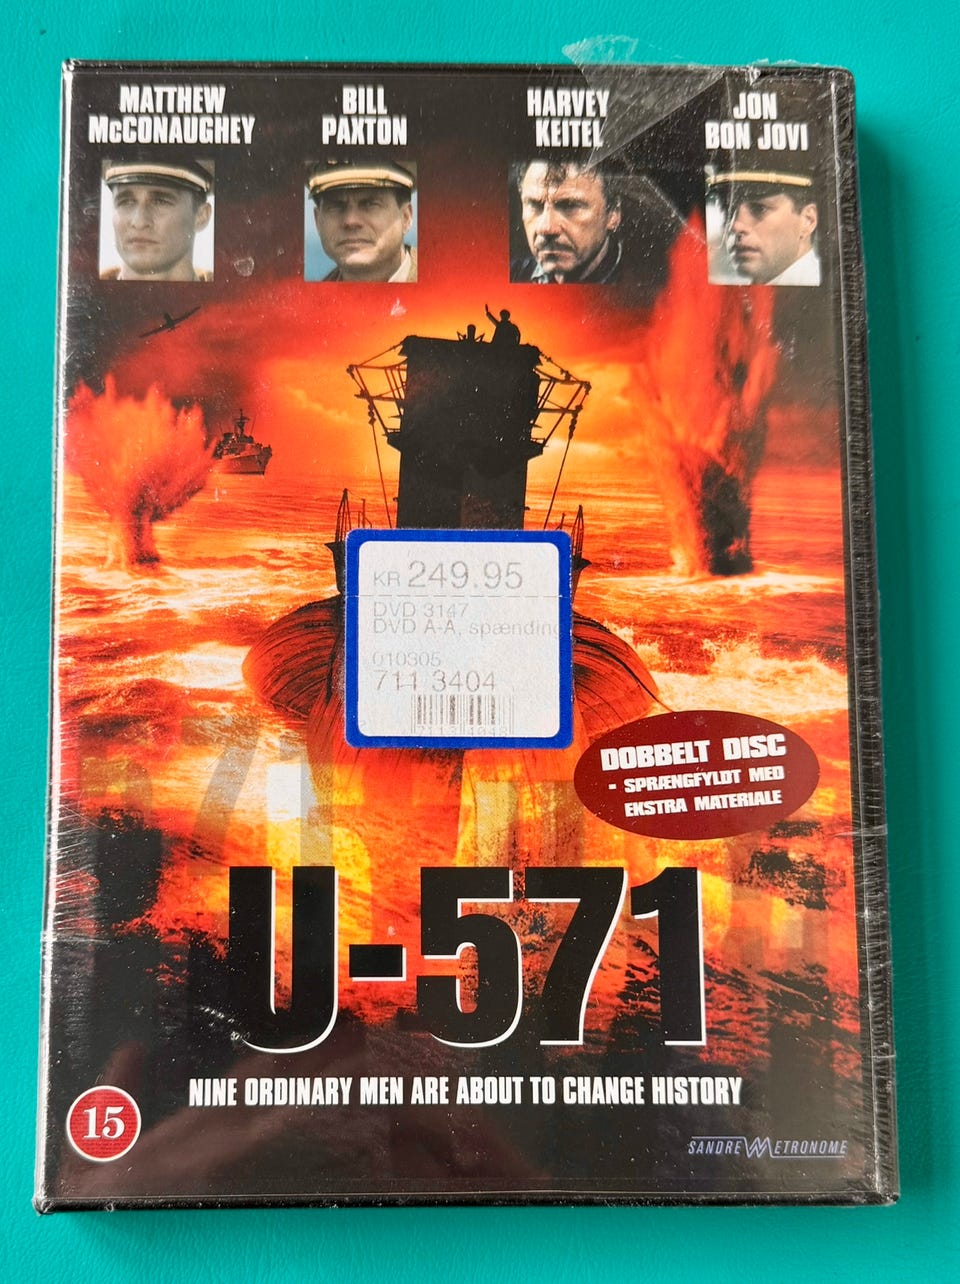 MATTHEW
McCONAUGHEY
BILL
PAXTON
HARVEY
KEITEL
JON
BON JOVI
KR 249.95
DVD 3147
DVD A-A, spænding
010305
711 3404
DOBBELT DISC
- SPRÆNGFYLDT MED
EKSTRA MATERIALE
U-571
NINE ORDINARY MEN ARE ABOUT TO CHANGE HISTORY
15
SANDREW METRONOME